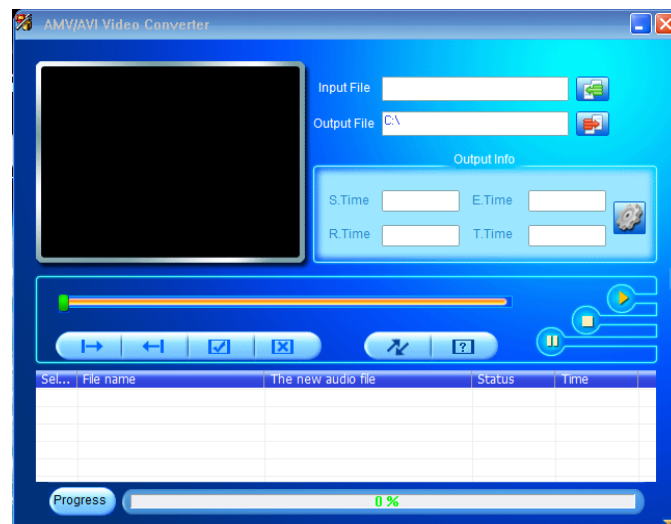 AMV/AVI Video Converter
Input File
Output File C:\
Output Info
S.Time E.Time
R.Time T.Time
Sel... File name The new audio file Status Time
Progress 0 %